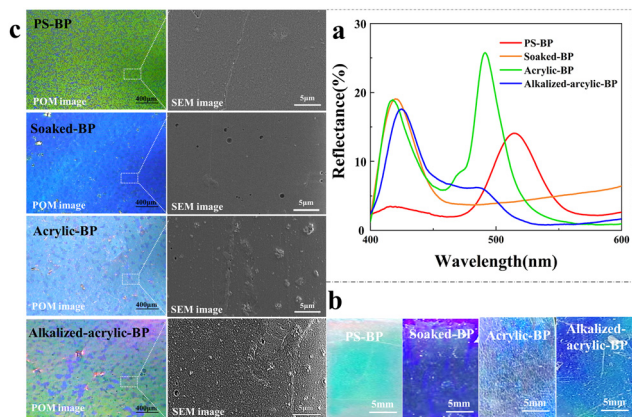 c
PS-BP
POM image
400μm
SEM image
5μm
Soaked-BP
POM image
400μm
SEM image
5μm
Acrylic-BP
POM image
400μm
SEM image
5μm
Alkalized-acrylic-BP
POM image
400μm
SEM image
5μm
a
Reflectance(%)
30
20
10
0
PS-BP
Soaked-BP
Acrylic-BP
Alkalized-arcylic-BP
400
500
600
Wavelength(nm)
b
PS-BP
5mm
Soaked-BP
5mm
Acrylic-BP
5mm
Alkalized-
acrylic-BP
5mm